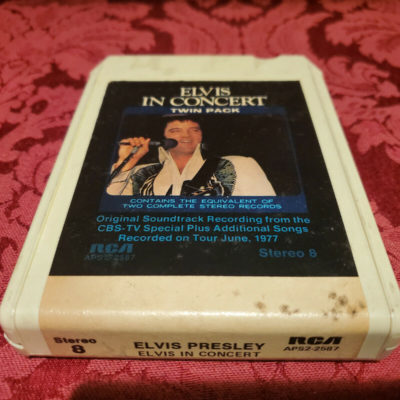 ELVIS
IN CONCERT
TWIN PACK
CONTAINS THE EQUIVALENT OF
TWO COMPLETE STEREO RECORDS
Original Soundtrack Recording from the
CBS-TV Special Plus Additional Songs
Recorded on Tour June, 1977
RCA
APS2-2587
Stereo 8
Stereo
8
ELVIS PRESLEY
ELVIS IN CONCERT
RCA
APS2-2587